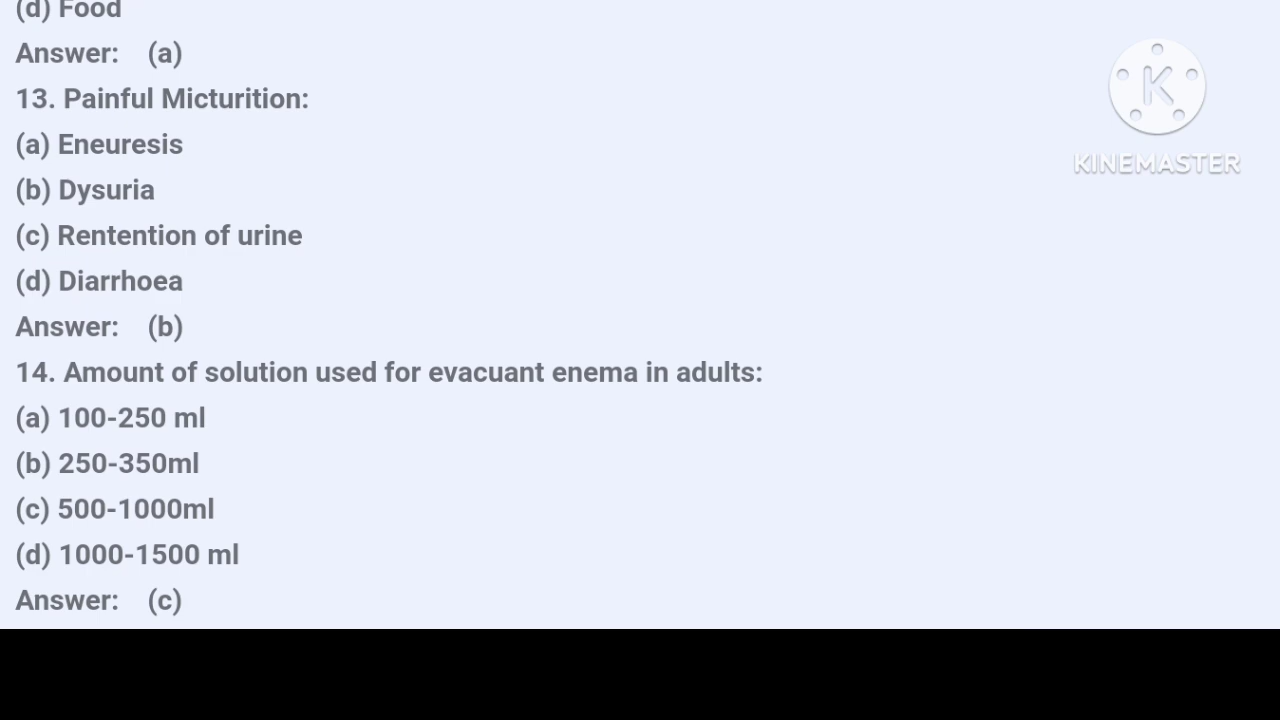 (d) Food
Answer: (a)
13. Painful Micturition:
(a) Eneuresis
(b) Dysuria
(c) Rentention of urine
(d) Diarrhoea
Answer: (b)
14. Amount of solution used for evacuant enema in adults:
(a) 100-250 ml
(b) 250-350ml
(c) 500-1000ml
(d) 1000-1500 ml
Answer: (c)
K
KINEMASTER